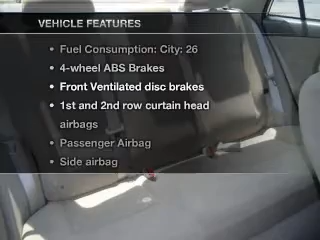 VEHICLE FEATURES
• Fuel Consumption: City: 26
• 4-wheel ABS Brakes
• Front Ventilated disc brakes
• 1st and 2nd row curtain head
airbags
• Passenger Airbag
• Side airbag